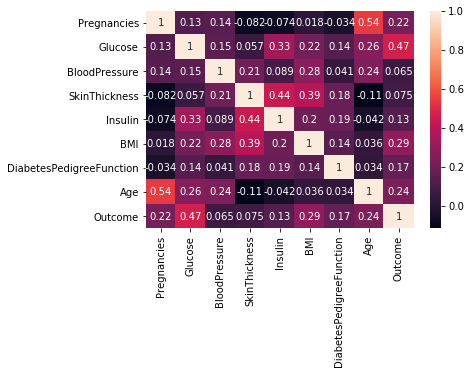 Pregnancies 1 0.13 0.14 -0.082 -0.074 0.018 -0.034 0.54 0.22
Glucose 0.13 1 0.15 0.057 0.33 0.22 0.14 0.26 0.47
BloodPressure 0.14 0.15 1 0.21 0.089 0.28 0.041 0.24 0.065
SkinThickness -0.082 0.057 0.21 1 0.44 0.39 0.18 -0.11 0.075
Insulin -0.074 0.33 0.089 0.44 1 0.2 0.19 -0.042 0.13
BMI 0.018 0.22 0.28 0.39 0.2 1 0.14 0.036 0.29
DiabetesPedigreeFunction -0.034 0.14 0.041 0.18 0.19 0.14 1 0.034 0.17
Age 0.54 0.26 0.24 -0.11 -0.042 0.036 0.034 1 0.24
Outcome 0.22 0.47 0.065 0.075 0.13 0.29 0.17 0.24 1
Pregnancies
Glucose
BloodPressure
SkinThickness
Insulin
BMI
DiabetesPedigreeFunction
Age
Outcome
1.0
0.8
0.6
0.4
0.2
0.0